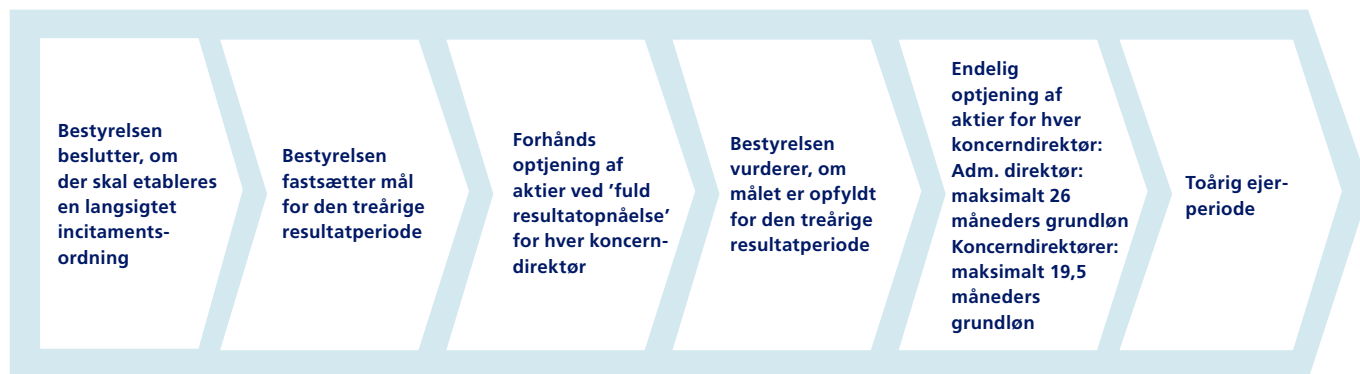 Bestyrelsen
beslutter, om
der skal etableres
en langsigtet
incitaments-
ordning
Bestyrelsen
fastsætter mål
for den treårige
resultatperiode
Forhånds
optjening af
aktier ved ’fuld
resultatopnåelse’
for hver koncern-
direktør
Bestyrelsen
vurderer, om
målet er opfyldt
for den treårige
resultatperiode
Endelig
optjening af
aktier for hver
koncerndirektør:
Adm. direktør:
maksimalt 26
måneders grundløn
Koncerndirektører:
maksimalt 19,5
måneders
grundløn
Toårig ejer-
periode